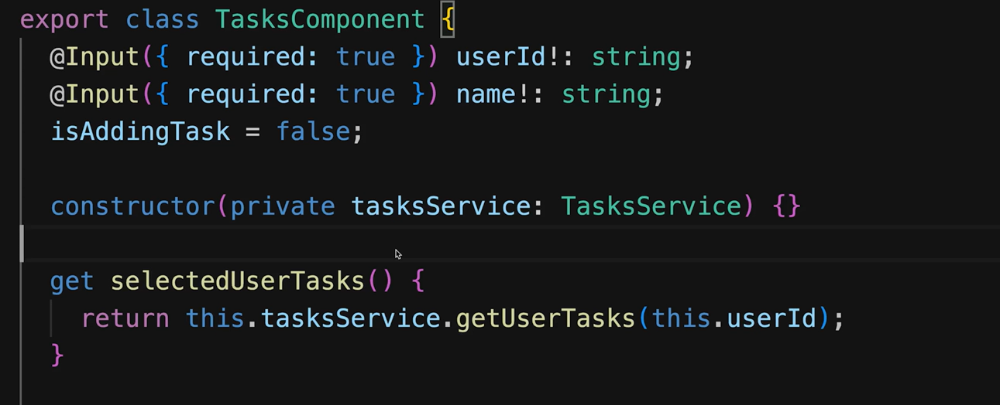 export class TasksComponent {
@Input({ required: true }) userId!: string;
@Input({ required: true }) name!: string;
isAddingTask = false;
constructor(private tasksService: TasksService) {}
get selectedUserTasks() {
return this.tasksService.getUserTasks(this.userId);
}